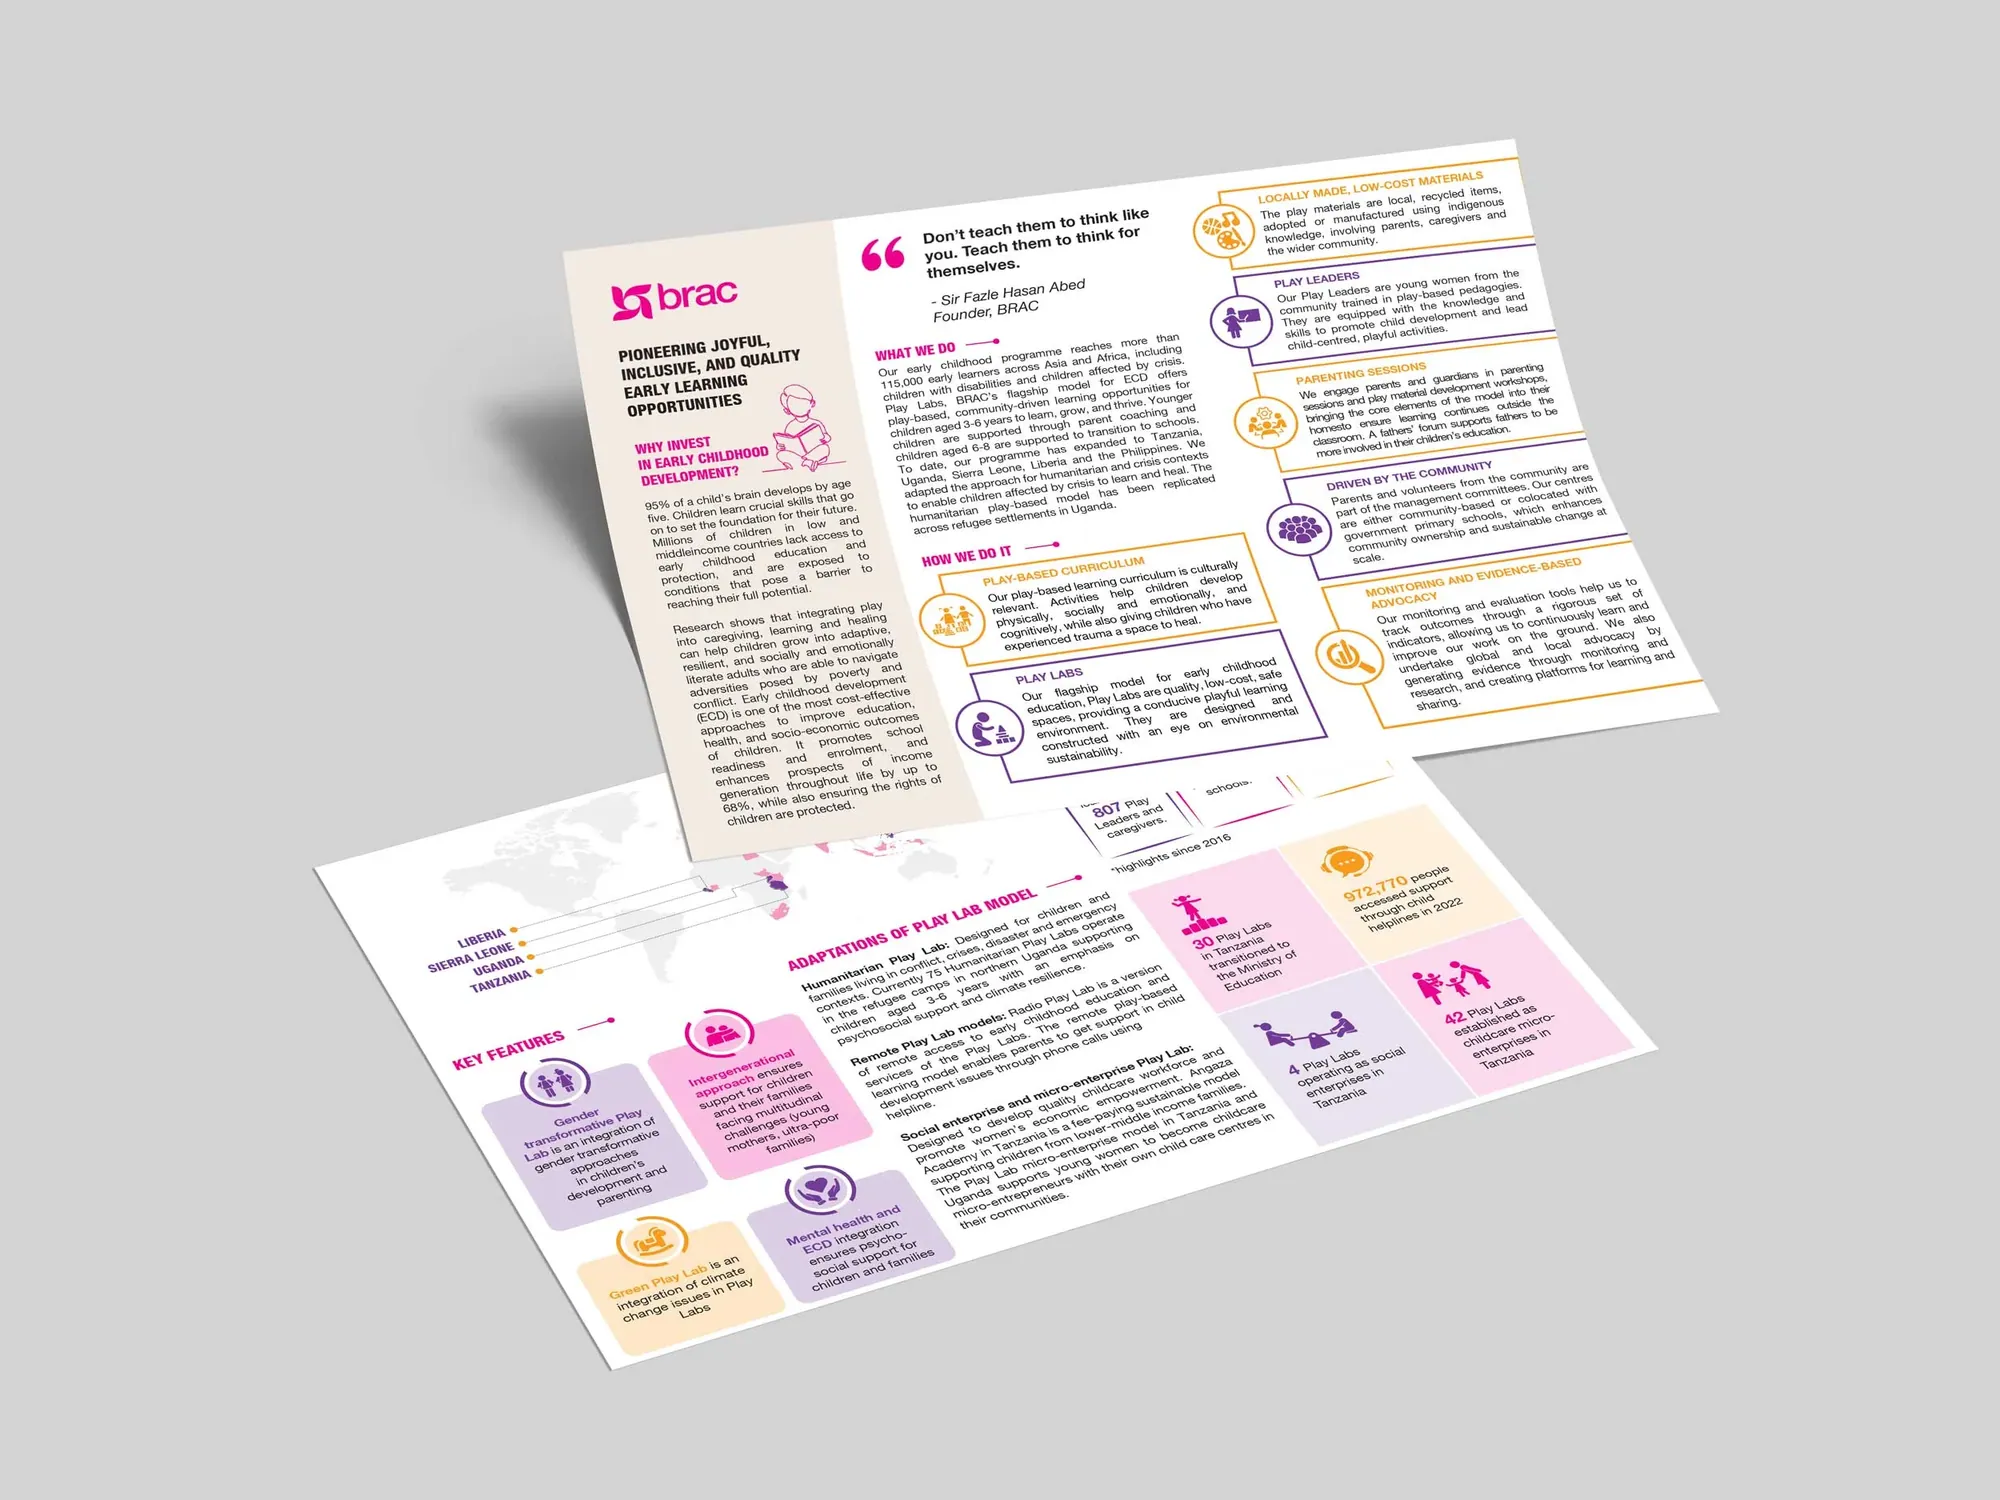 brac
PIONEERING JOYFUL,
INCLUSIVE, AND QUALITY
EARLY LEARNING
OPPORTUNITIES
WHY INVEST
IN EARLY CHILDHOOD
DEVELOPMENT?
95% of a child's brain develops by age
five. Children learn crucial skills that go
on to set the foundation for their future.
Millions of children in low and
middleincome countries lack access to
early childhood education and
protection, and are exposed to
conditions that pose a barrier to
reaching their full potential.
Research shows that integrating play
into caregiving, learning and healing
can help children grow into adaptive,
resilient, and socially and emotionally
literate adults who are able to navigate
adversities posed by poverty and
conflict. Early childhood development
(ECD) is one of the most cost-effective
approaches to improve education,
health, and socio-economic outcomes
of children. It promotes school
readiness and enrolment, and
enhances prospects of income
generation throughout life by up to
68%, while also ensuring the rights of
children are protected.
Don't teach them to think like
you. Teach them to think for
themselves.
- Sir Fazle Hasan Abed
Founder, BRAC
WHAT WE DO
Our early childhood programme reaches more than
115,000 early learners across Asia and Africa, including
children with disabilities and children affected by crisis.
Play Labs, BRAC's flagship model for ECD offers
play-based, community-driven learning opportunities for
children aged 3-6 years to learn, grow, and thrive. Younger
children are supported through parent coaching and
children aged 6-8 are supported to transition to schools.
To date, our programme has expanded to Tanzania,
Uganda, Sierra Leone, Liberia and the Philippines. We
adapted the approach for humanitarian and crisis contexts
to enable children affected by crisis to learn and heal. The
humanitarian play-based model has been replicated
across refugee settlements in Uganda.
HOW WE DO IT
PLAY-BASED CURRICULUM
Our play-based learning curriculum is culturally
relevant. Activities help children develop
physically, socially and emotionally, and
cognitively, while also giving children who have
experienced trauma a space to heal.
PLAY LABS
Our flagship model for early childhood
education, Play Labs are quality, low-cost, safe
spaces, providing a conducive playful learning
environment. They are designed and
constructed with an eye on environmental
sustainability.
LOCALLY MADE, LOW-COST MATERIALS
The play materials are local, recycled items,
adopted or manufactured using indigenous
knowledge, involving parents, caregivers and
the wider community.
PLAY LEADERS
Our Play Leaders are young women from the
community trained in play-based pedagogies.
They are equipped with the knowledge and
skills to promote child development and lead
child-centred, playful activities.
PARENTING SESSIONS
We engage parents and guardians in parenting
sessions and play material development workshops,
bringing the core elements of the model into their
homesto ensure learning continues outside the
classroom. A fathers' forum supports fathers to be
more involved in their children's education.
DRIVEN BY THE COMMUNITY
Parents and volunteers from the community are
part of the management committees. Our centres
are either community-based or colocated with
government primary schools, which enhances
community ownership and sustainable change at
scale.
MONITORING AND EVIDENCE-BASED
ADVOCACY
Our monitoring and evaluation tools help us to
track outcomes through a rigorous set of
indicators, allowing us to continuously learn and
improve our work on the ground. We also
undertake global and local advocacy by
generating evidence through monitoring and
research, and creating platforms for learning and
sharing.
LIBERIA
SIERRA LEONE
UGANDA
TANZANIA
KEY FEATURES
Gender
transformative Play
Lab is an integration of
gender transformative
approaches
in children's
development and
parenting
Intergenerational
approach ensures
support for children
and their families
facing multitudinal
challenges (young
mothers, ultra-poor
families)
Green Play Lab is an
integration of climate
change issues in Play
Labs
Mental health and
ECD integration
ensures psycho-
social support for
children and families
ADAPTATIONS OF PLAY LAB MODEL
Humanitarian Play Lab: Designed for children and
families living in conflict, crises, disaster and emergency
contexts. Currently 75 Humanitarian Play Labs operate
in the refugee camps in northern Uganda supporting
children aged 3-6 years with an emphasis on
psychosocial support and climate resilience.
Remote Play Lab models: Radio Play Lab is a version
of remote access to early childhood education and
services of the Play Labs. The remote play-based
learning model enables parents to get support in child
development issues through phone calls using
helpline.
Social enterprise and micro-enterprise Play Lab:
Designed to develop quality childcare workforce and
promote women's economic empowerment. Angaza
Academy in Tanzania is a fee-paying sustainable model
supporting children from lower-middle income families.
The Play Lab micro-enterprise model in Tanzania and
Uganda supports young women to become childcare
micro-entrepreneurs with their own child care centres in
their communities.
807 Play
Leaders and
caregivers.
schools.
*highlights since 2016
30 Play Labs
in Tanzania
transitioned to
the Ministry of
Education
972,770 people
accessed support
through child
helplines in 2022
4 Play Labs
operating as social
enterprises in
Tanzania
42 Play Labs
established as
childcare micro-
enterprises in
Tanzania